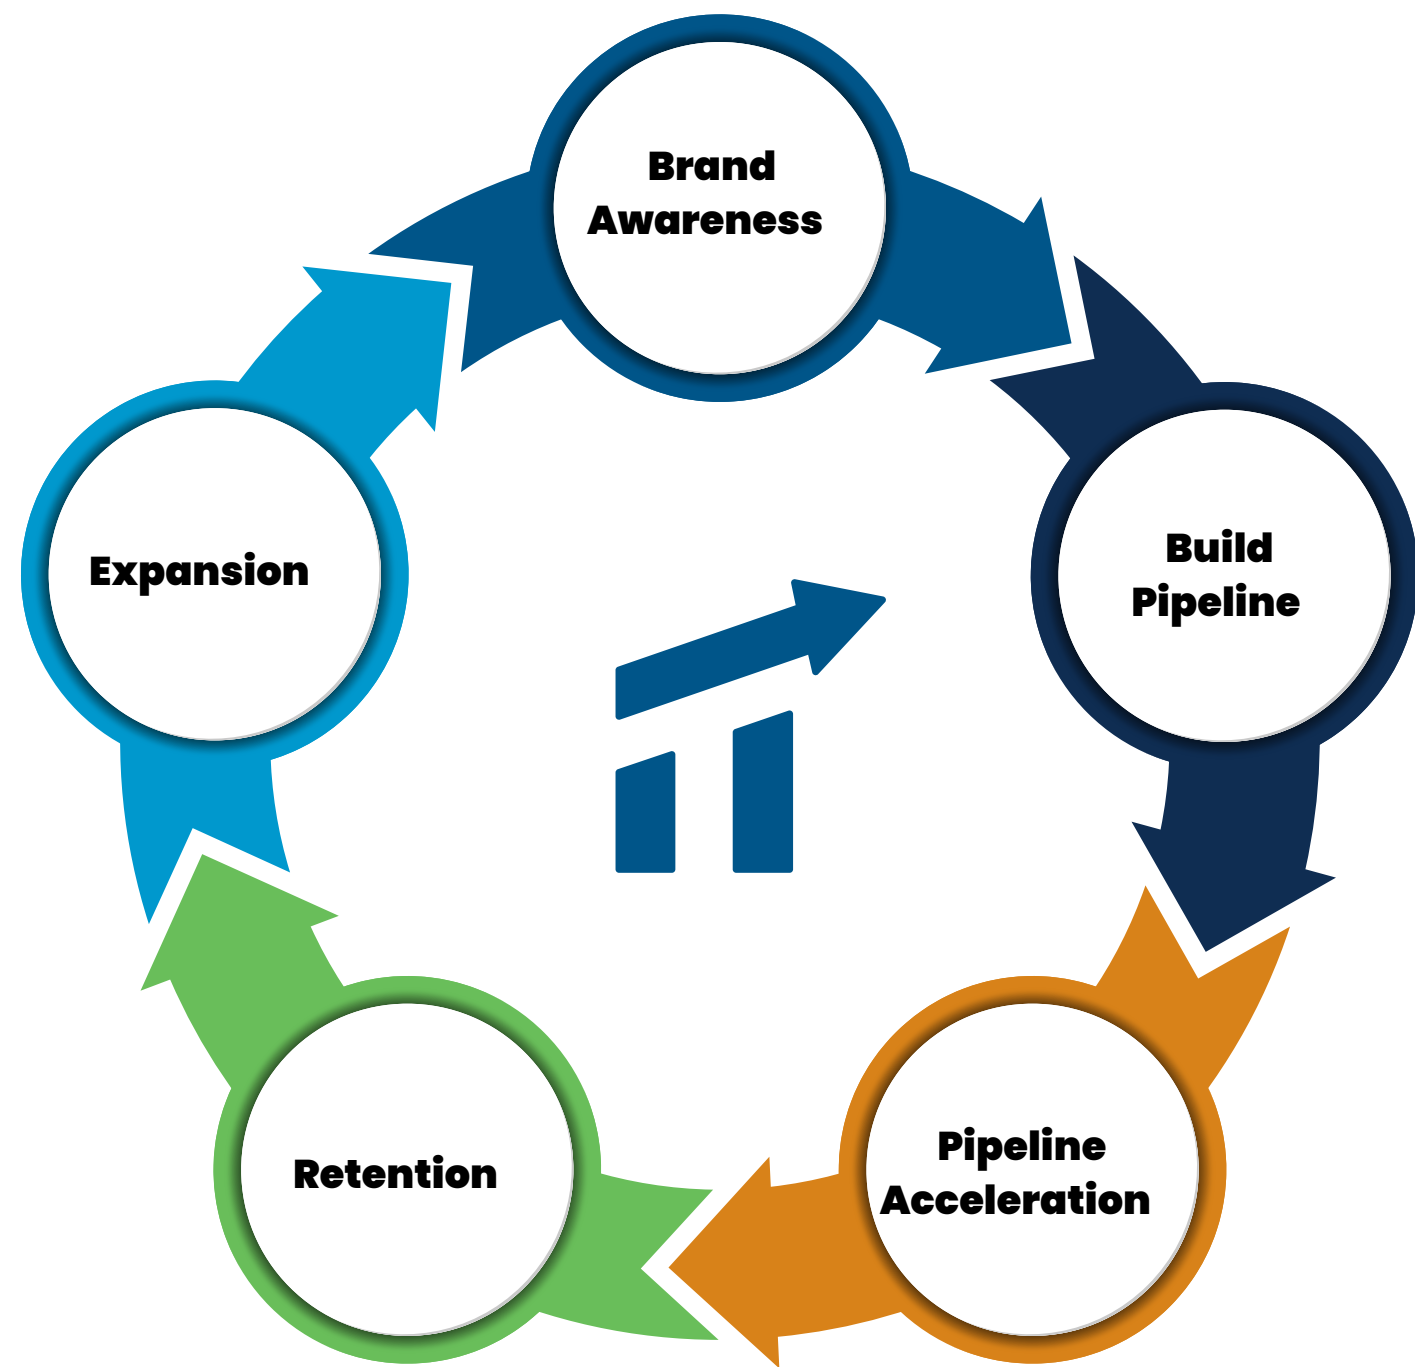 Brand
Awareness
Build
Pipeline
Pipeline
Acceleration
Retention
Expansion